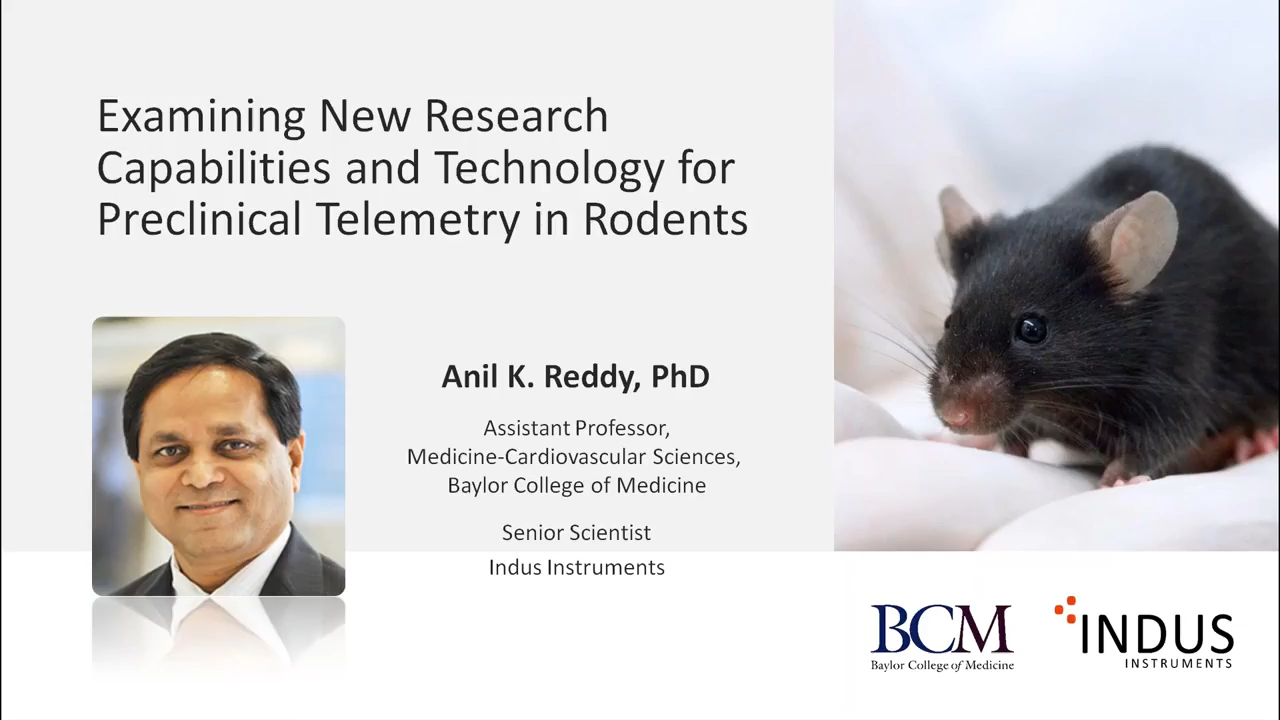 Examining New Research
Capabilities and Technology for
Preclinical Telemetry in Rodents
Anil K. Reddy, PhD
Assistant Professor,
Medicine-Cardiovascular Sciences,
Baylor College of Medicine
Senior Scientist
Indus Instruments
BCM
Baylor College of Medicine
INDUS
INSTRUMENTS